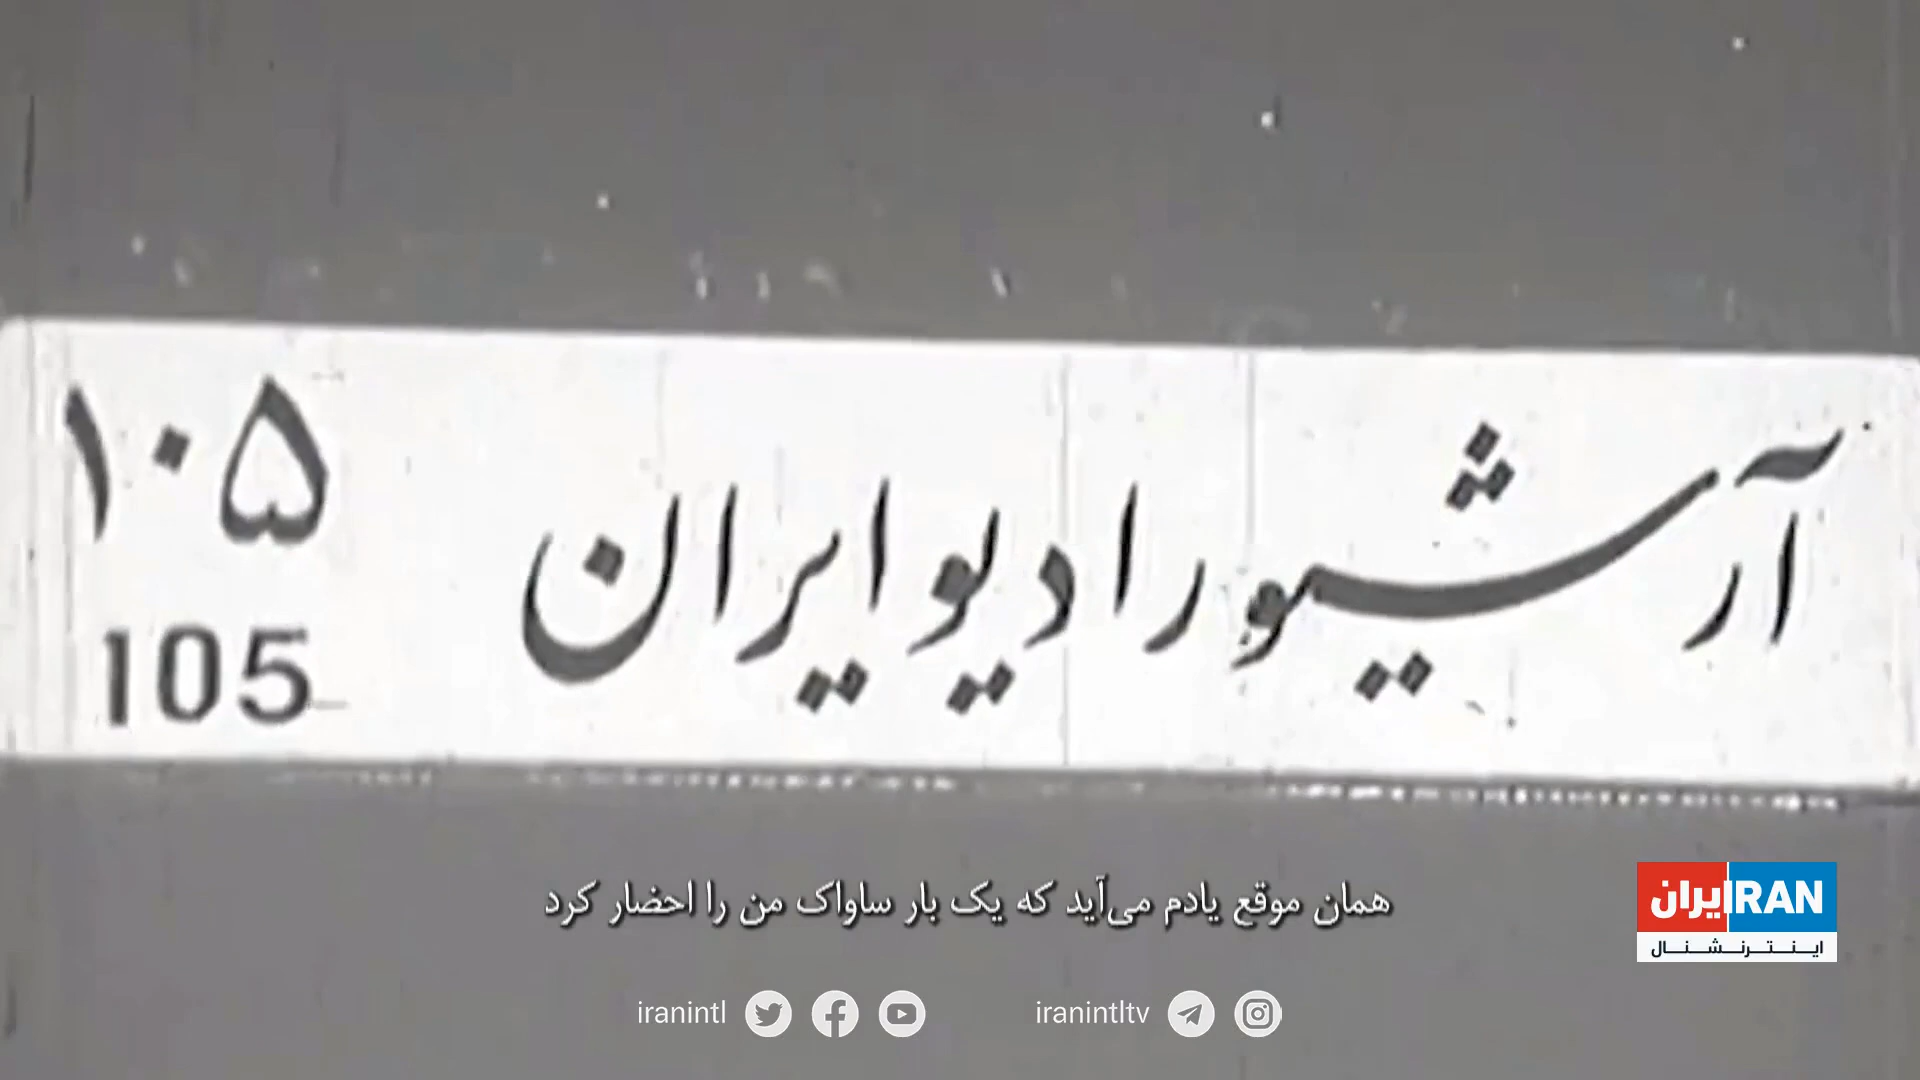 آرشیو رادیو ایران
۱۰۵
105
همان موقع یادم می‌آید که یک بار ساواک من را احضار کرد
ایران IRAN
اینترنشنال
iranintl
iranintltv